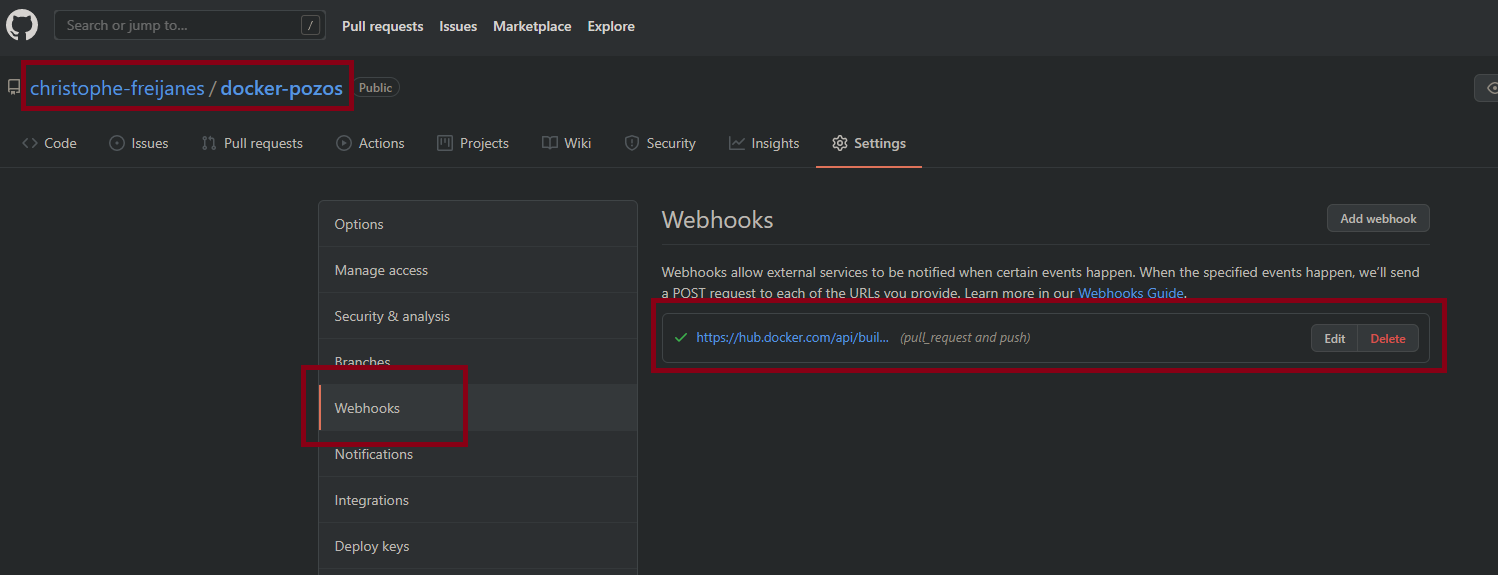 Search or jump to... / Pull requests Issues Marketplace Explore
christophe-freijanes / docker-pozos Public
Code Issues Pull requests Actions Projects Wiki Security Insights Settings
Options
Manage access
Security & analysis
Branches
Webhooks
Notifications
Integrations
Deploy keys
Webhooks Add webhook
Webhooks allow external services to be notified when certain events happen. When the specified events happen, we’ll send
a POST request to each of the URLs you provide. Learn more in our Webhooks Guide.
https://hub.docker.com/api/buil... (pull_request and push) Edit Delete